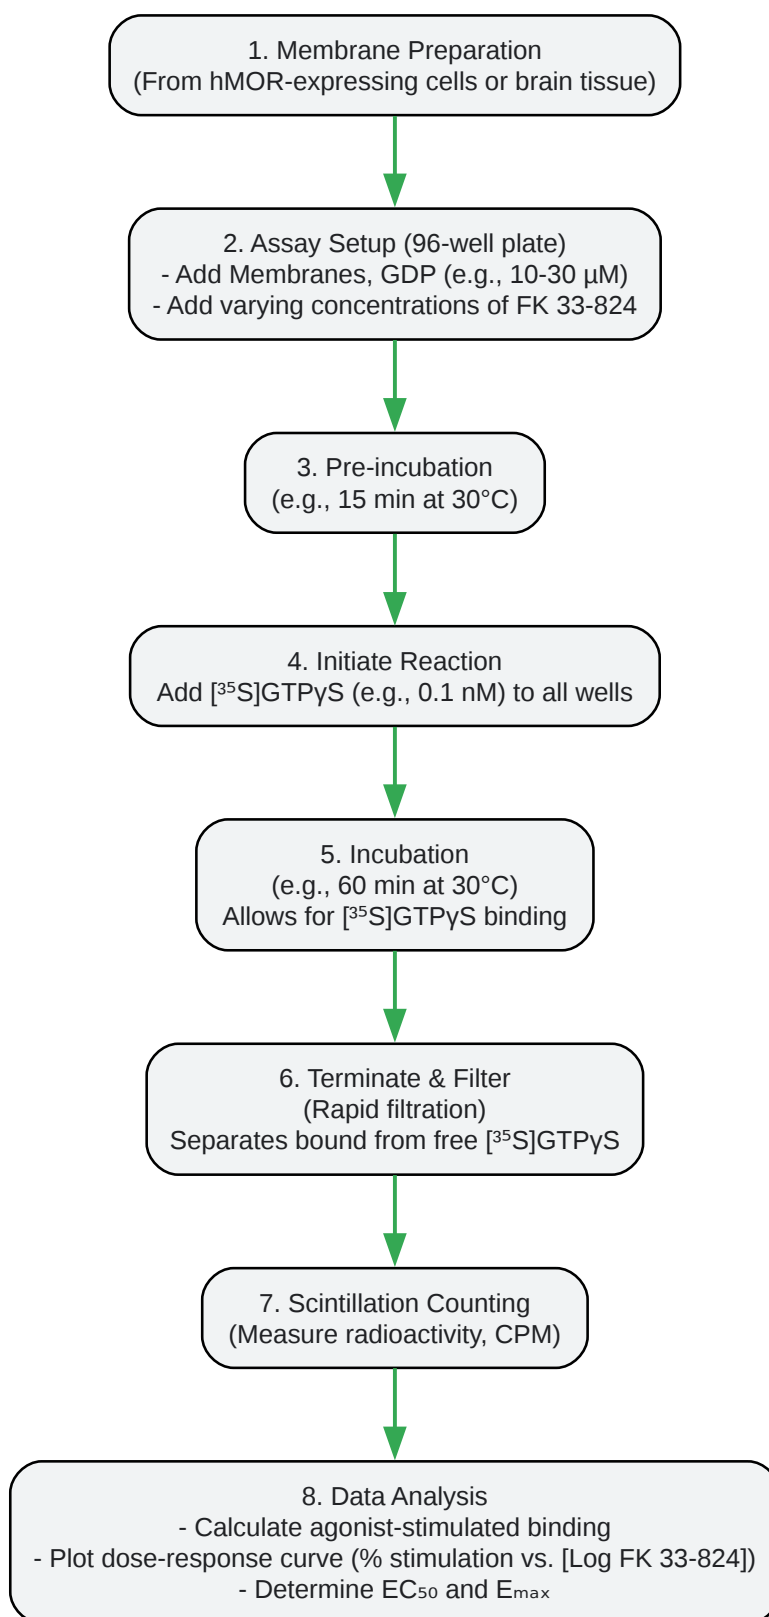 1. Membrane Preparation
(From hMOR-expressing cells or brain tissue)
2. Assay Setup (96-well plate)
- Add Membranes, GDP (e.g., 10-30 µM)
- Add varying concentrations of FK 33-824
3. Pre-incubation
(e.g., 15 min at 30°C)
4. Initiate Reaction
Add [³⁵S]GTPγS (e.g., 0.1 nM) to all wells
5. Incubation
(e.g., 60 min at 30°C)
Allows for [³⁵S]GTPγS binding
6. Terminate & Filter
(Rapid filtration)
Separates bound from free [³⁵S]GTPγS
7. Scintillation Counting
(Measure radioactivity, CPM)
8. Data Analysis
- Calculate agonist-stimulated binding
- Plot dose-response curve (% stimulation vs. [Log FK 33-824])
- Determine EC₅₀ and Eₘₐₓ